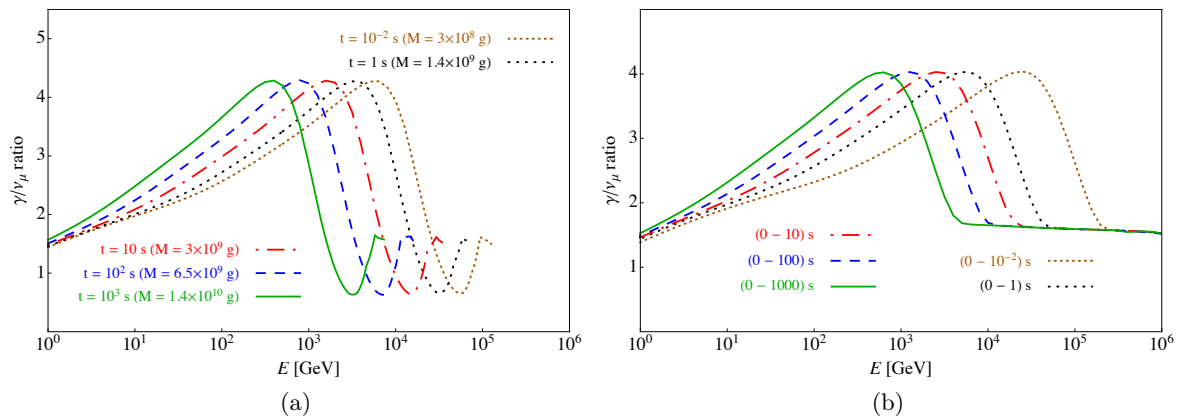 t = 10⁻² s (M = 3×10⁸ g)
t = 1 s (M = 1.4×10⁹ g)
t = 10 s (M = 3×10⁹ g)
t = 10² s (M = 6.5×10⁹ g)
t = 10³ s (M = 1.4×10¹⁰ g)
5
4
3
2
1
γ/νμ ratio
10⁰ 10¹ 10² 10³ 10⁴ 10⁵ 10⁶
E [GeV]
(a)
(0 − 10) s
(0 − 100) s
(0 − 1000) s
(0 − 10⁻²) s
(0 − 1) s
4
3
2
1
γ/νμ ratio
10⁰ 10¹ 10² 10³ 10⁴ 10⁵ 10⁶
E [GeV]
(b)